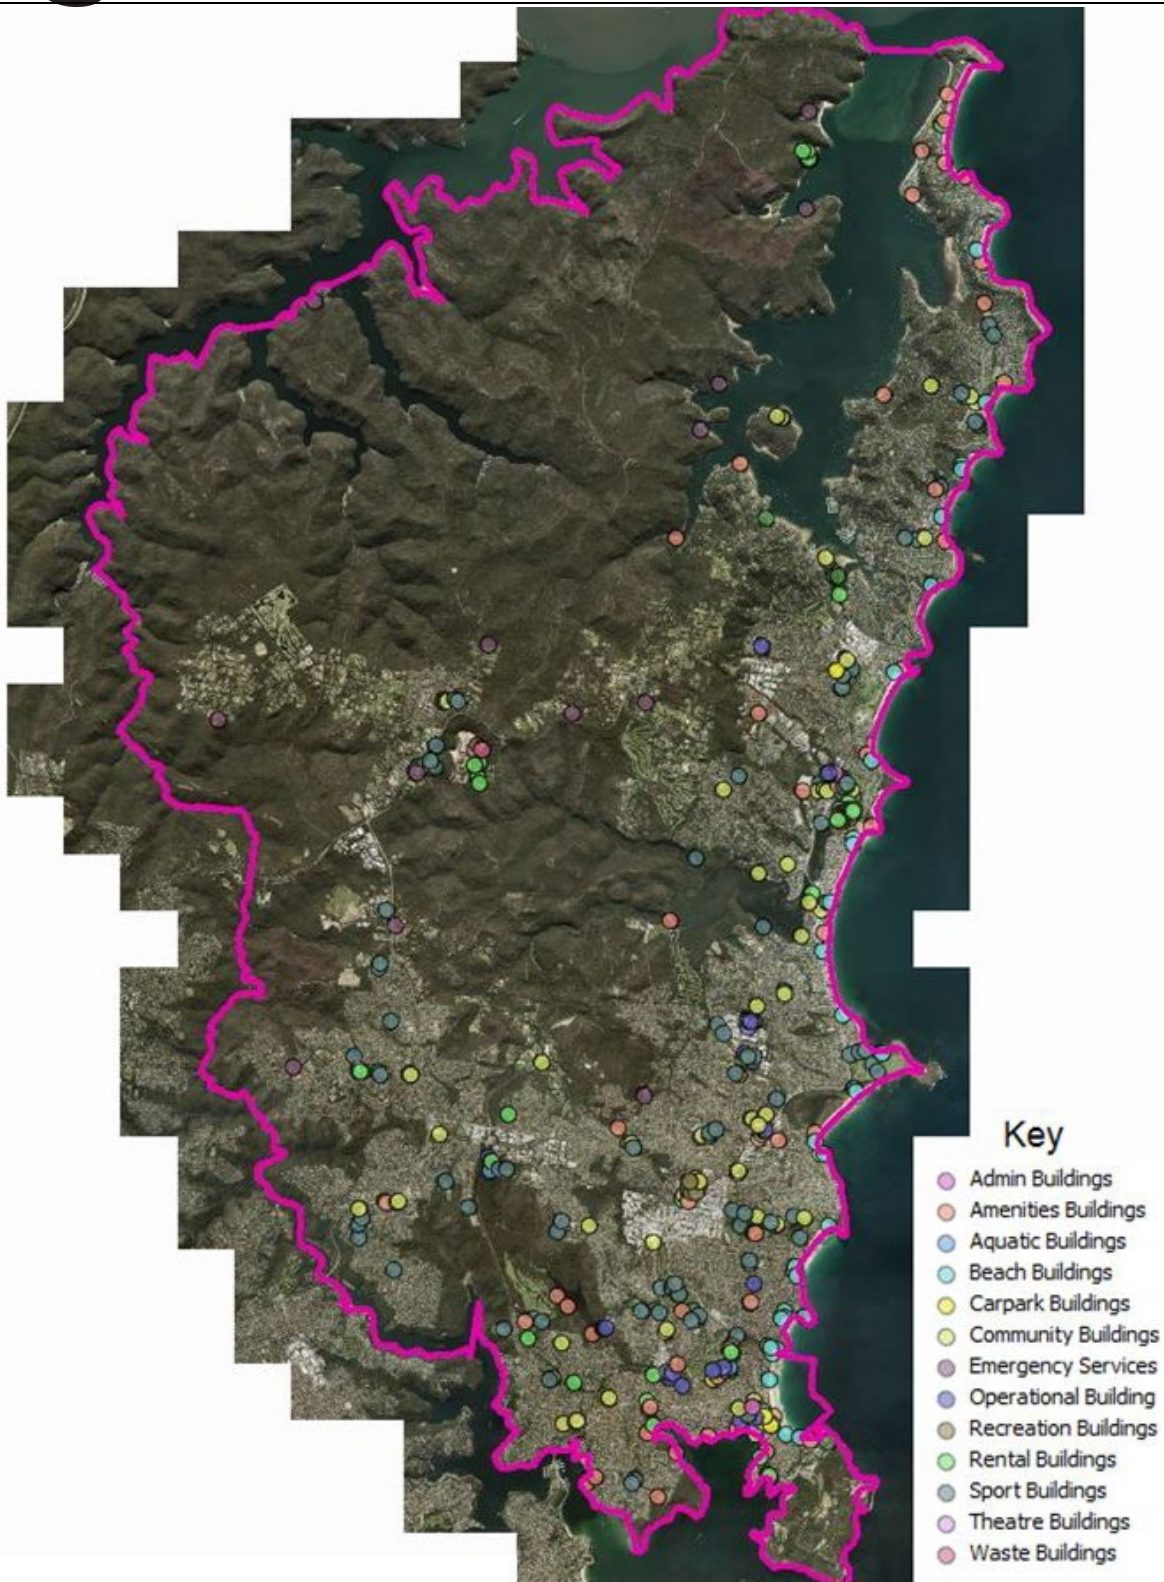 Key
Admin Buildings
Amenities Buildings
Aquatic Buildings
Beach Buildings
Carpark Buildings
Community Buildings
Emergency Services
Operational Building
Recreation Buildings
Rental Buildings
Sport Buildings
Theatre Buildings
Waste Buildings